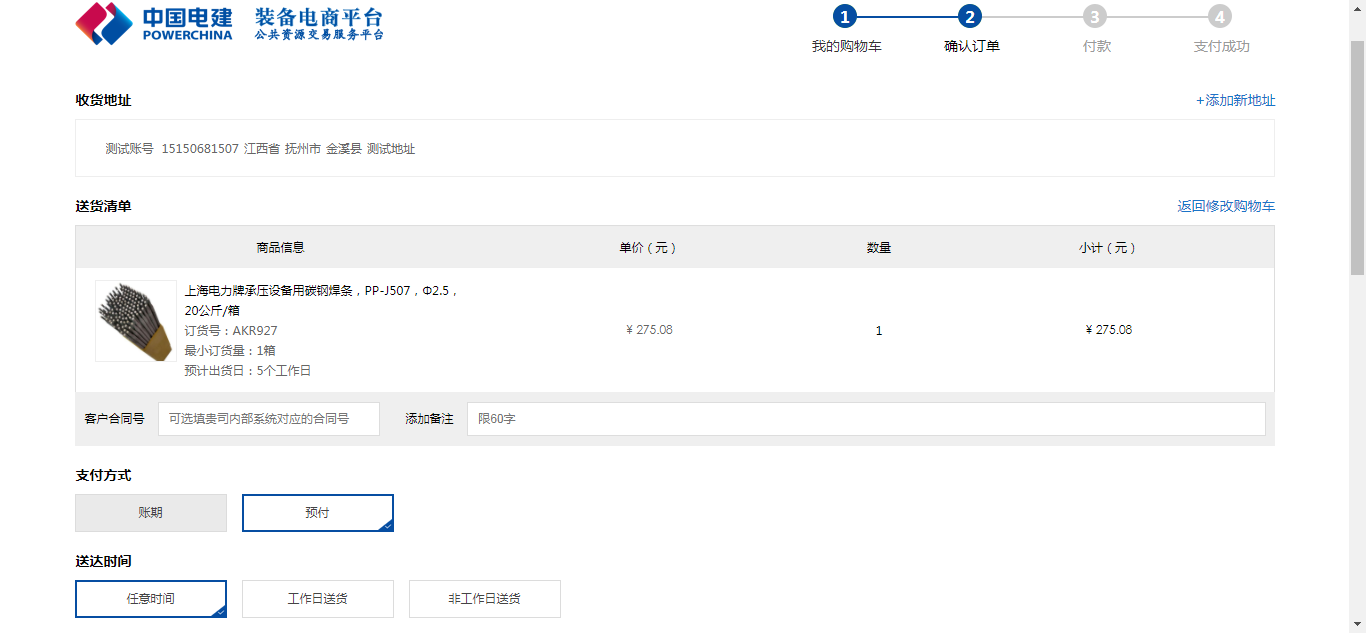 中国电建
POWERCHINA
装备电商平台
公共资源交易服务平台
1
2
3
4
我的购物车
确认订单
付款
支付成功
收货地址
+添加新地址
测试账号 15150681507 江西省 抚州市 金溪县 测试地址
送货清单
返回修改购物车
商品信息 单价（元） 数量 小计（元）
上海电力牌承压设备用碳钢焊条，PP-J507，Φ2.5，
20公斤/箱
订货号：AKR927
¥ 275.08 1 ¥ 275.08
最小订货量：1箱
预计出货日：5个工作日
客户合同号 可选填贵司内部系统对应的合同号 添加备注 限60字
支付方式
账期 预付
送达时间
任意时间 工作日送货 非工作日送货